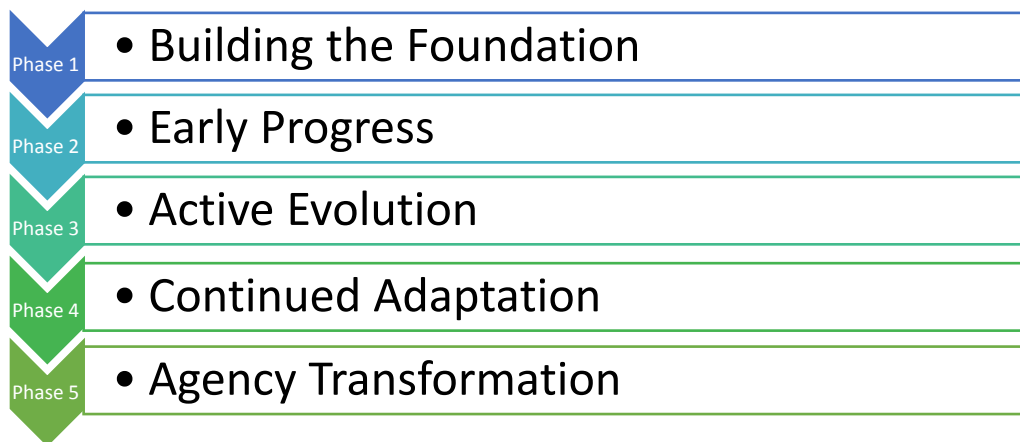 Phase 1
• Building the Foundation
Phase 2
• Early Progress
Phase 3
• Active Evolution
Phase 4
• Continued Adaptation
Phase 5
• Agency Transformation